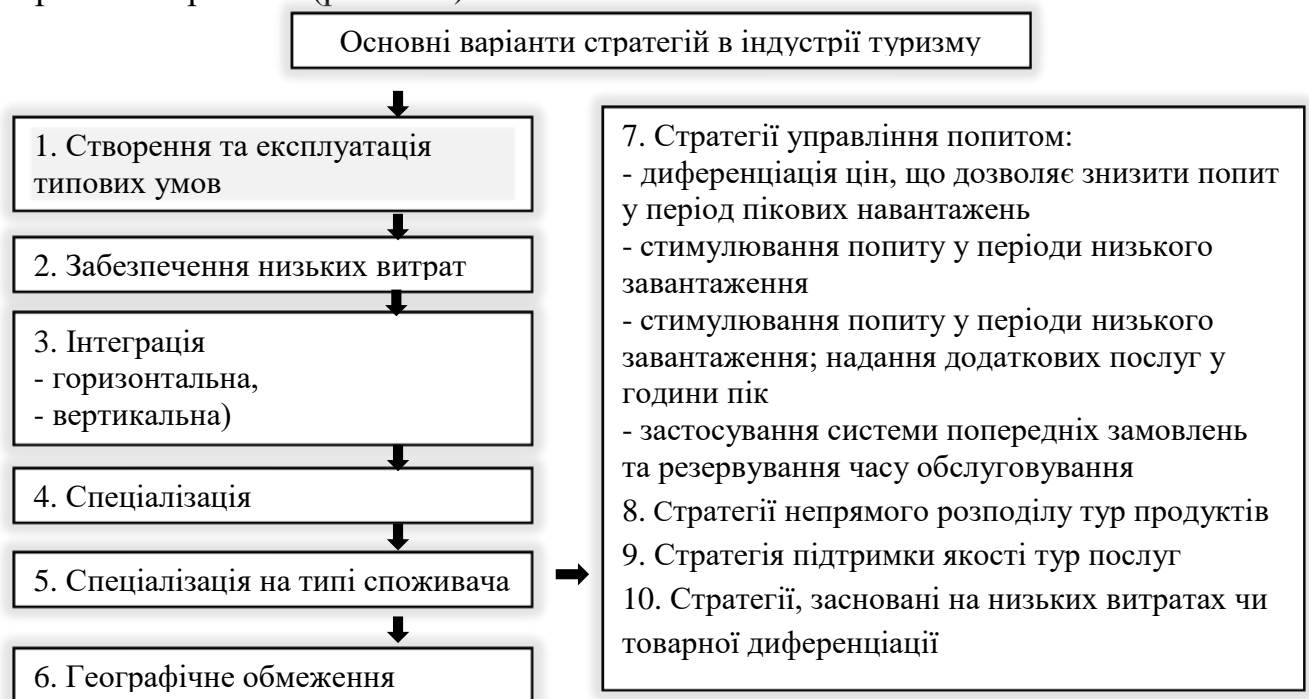 Основні варіанти стратегій в індустрії туризму
1. Створення та експлуатація
типових умов
2. Забезпечення низьких витрат
3. Інтеграція
- горизонтальна,
- вертикальна)
4. Спеціалізація
5. Спеціалізація на типі споживача
6. Географічне обмеження
7. Стратегії управління попитом:
- диференціація цін, що дозволяє знизити попит
у період пікових навантажень
- стимулювання попиту у періоди низького
завантаження
- стимулювання попиту у періоди низького
завантаження; надання додаткових послуг у
години пік
- застосування системи попередніх замовлень
та резервування часу обслуговування
8. Стратегії непрямого розподілу тур продуктів
9. Стратегія підтримки якості тур послуг
10. Стратегії, засновані на низьких витратах чи
товарної диференціації